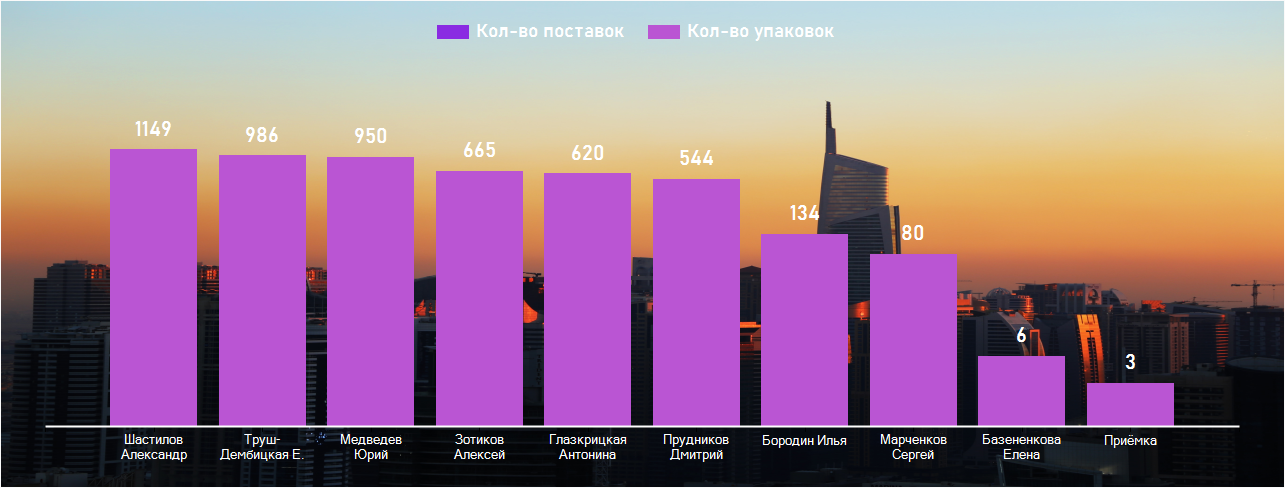 Кол-во поставок Кол-во упаковок
1149
986
950
665
620
544
134
80
6
3
Шастилов
Александр
Труш-
Дембицкая Е.
Медведев
Юрий
Зотиков
Алексей
Глазкрицкая
Антонина
Прудников
Дмитрий
Бородин Илья
Марченков
Сергей
Базененкова
Елена
Приёмка